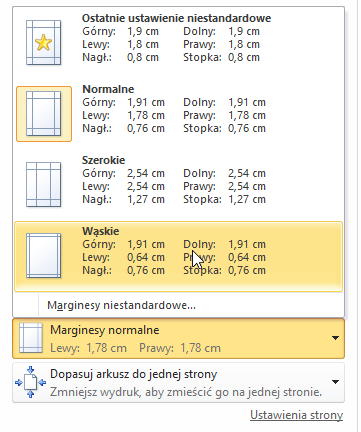 Ostatnie ustawienie niestandardowe
Górny: 1,9 cm Dolny: 1,9 cm
Lewy: 1,8 cm Prawy: 1,8 cm
Nagł.: 0,8 cm Stopka: 0,8 cm
Normalne
Górny: 1,91 cm Dolny: 1,91 cm
Lewy: 1,78 cm Prawy: 1,78 cm
Nagł.: 0,76 cm Stopka: 0,76 cm
Szerokie
Górny: 2,54 cm Dolny: 2,54 cm
Lewy: 2,54 cm Prawy: 2,54 cm
Nagł.: 1,27 cm Stopka: 1,27 cm
Wąskie
Górny: 1,91 cm Dolny: 1,91 cm
Lewy: 0,64 cm Prawy: 0,64 cm
Nagł.: 0,76 cm Stopka: 0,76 cm
Marginesy niestandardowe...
Marginesy normalne
Lewy: 1,78 cm Prawy: 1,78 cm
Dopasuj arkusz do jednej strony
Zmniejsz wydruk, aby zmieścić go na jednej stronie.
Ustawienia strony